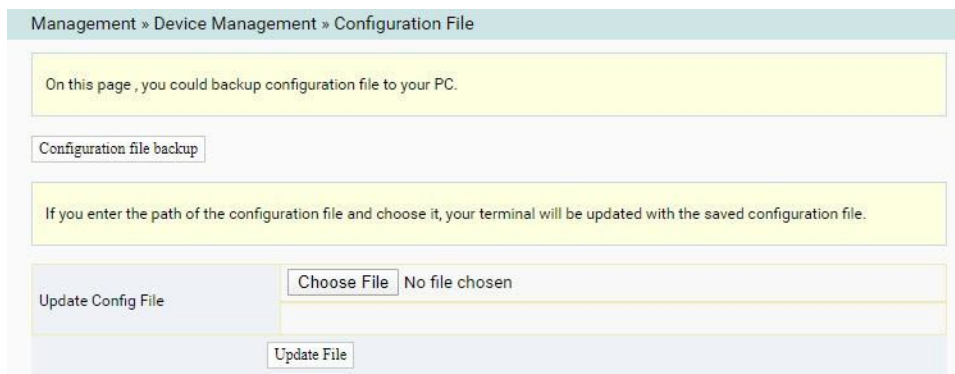 Management » Device Management » Configuration File
On this page , you could backup configuration file to your PC.
Configuration file backup
If you enter the path of the configuration file and choose it, your terminal will be updated with the saved configuration file.
Update Config File
Choose File No file chosen
Update File